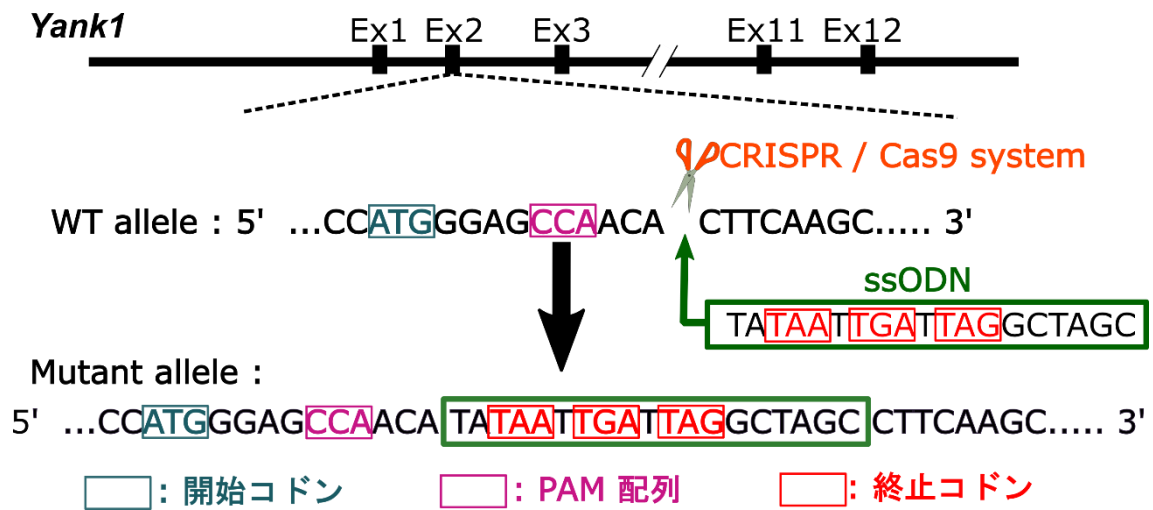 Yank1
Ex1 Ex2 Ex3 Ex11 Ex12
CRISPR / Cas9 system
WT allele : 5' ...CCATGGGAGCCAACA CTTCAAGC..... 3'
ssODN
TATAATTGATTAGGCTAGC
Mutant allele :
5' ...CCATGGGAGCCAACA TATAATTGATTAGGCTAGC CTTCAAGC..... 3'
: 開始コドン : PAM 配列 : 終止コドン